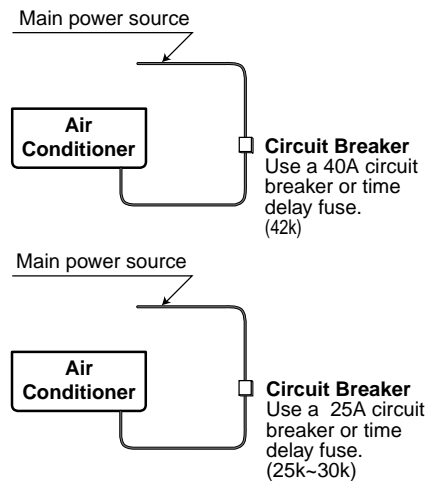 Main power source
Air
Conditioner
Circuit Breaker
Use a 40A circuit
breaker or time
delay fuse.
(42k)
Main power source
Air
Conditioner
Circuit Breaker
Use a 25A circuit
breaker or time
delay fuse.
(25k~30k)